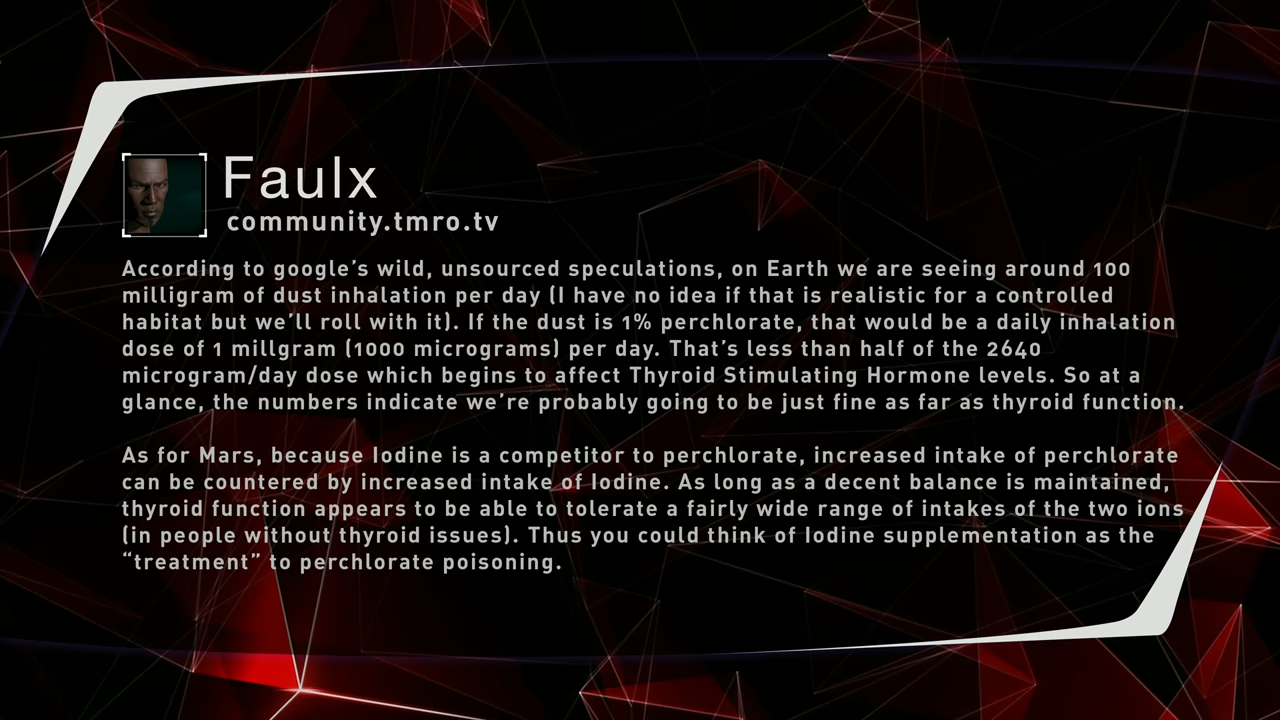 Faulx
community.tmro.tv
According to google's wild, unsourced speculations, on Earth we are seeing around 100
milligram of dust inhalation per day (I have no idea if that is realistic for a controlled
habitat but we'll roll with it). If the dust is 1% perchlorate, that would be a daily inhalation
dose of 1 millgram (1000 micrograms) per day. That's less than half of the 2640
microgram/day dose which begins to affect Thyroid Stimulating Hormone levels. So at a
glance, the numbers indicate we're probably going to be just fine as far as thyroid function.
As for Mars, because Iodine is a competitor to perchlorate, increased intake of perchlorate
can be countered by increased intake of Iodine. As long as a decent balance is maintained,
thyroid function appears to be able to tolerate a fairly wide range of intakes of the two ions
(in people without thyroid issues). Thus you could think of Iodine supplementation as the
“treatment” to perchlorate poisoning.